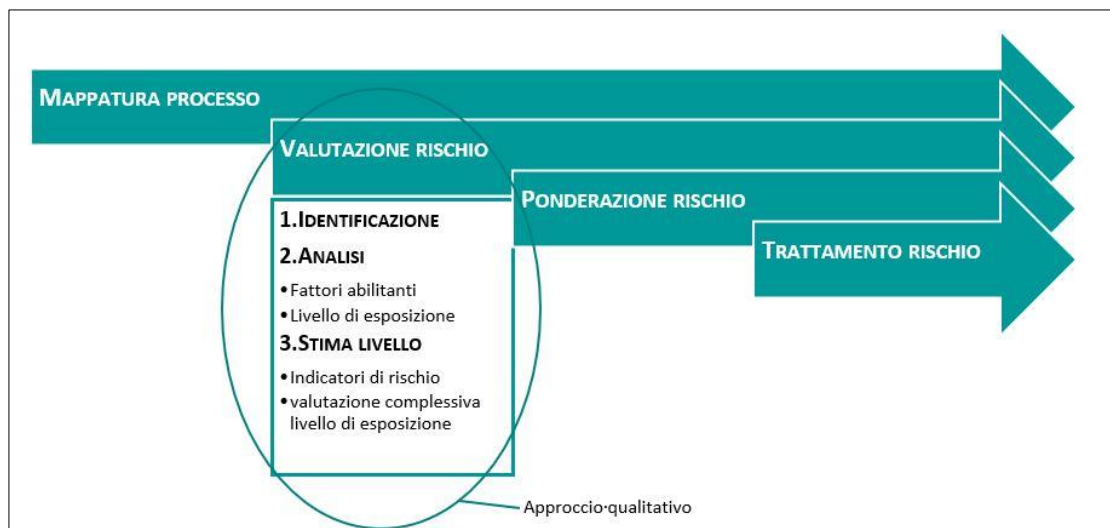 MAPPATURA PROCESSO
VALUTAZIONE RISCHIO
PONDERAZIONE RISCHIO
TRATTAMENTO RISCHIO
1.IDENTIFICAZIONE
2.ANALISI
•Fattori abilitanti
•Livello di esposizione
3.STIMA LIVELLO
•Indicatori di rischio
•valutazione complessiva
livello di esposizione
Approccio·qualitativo